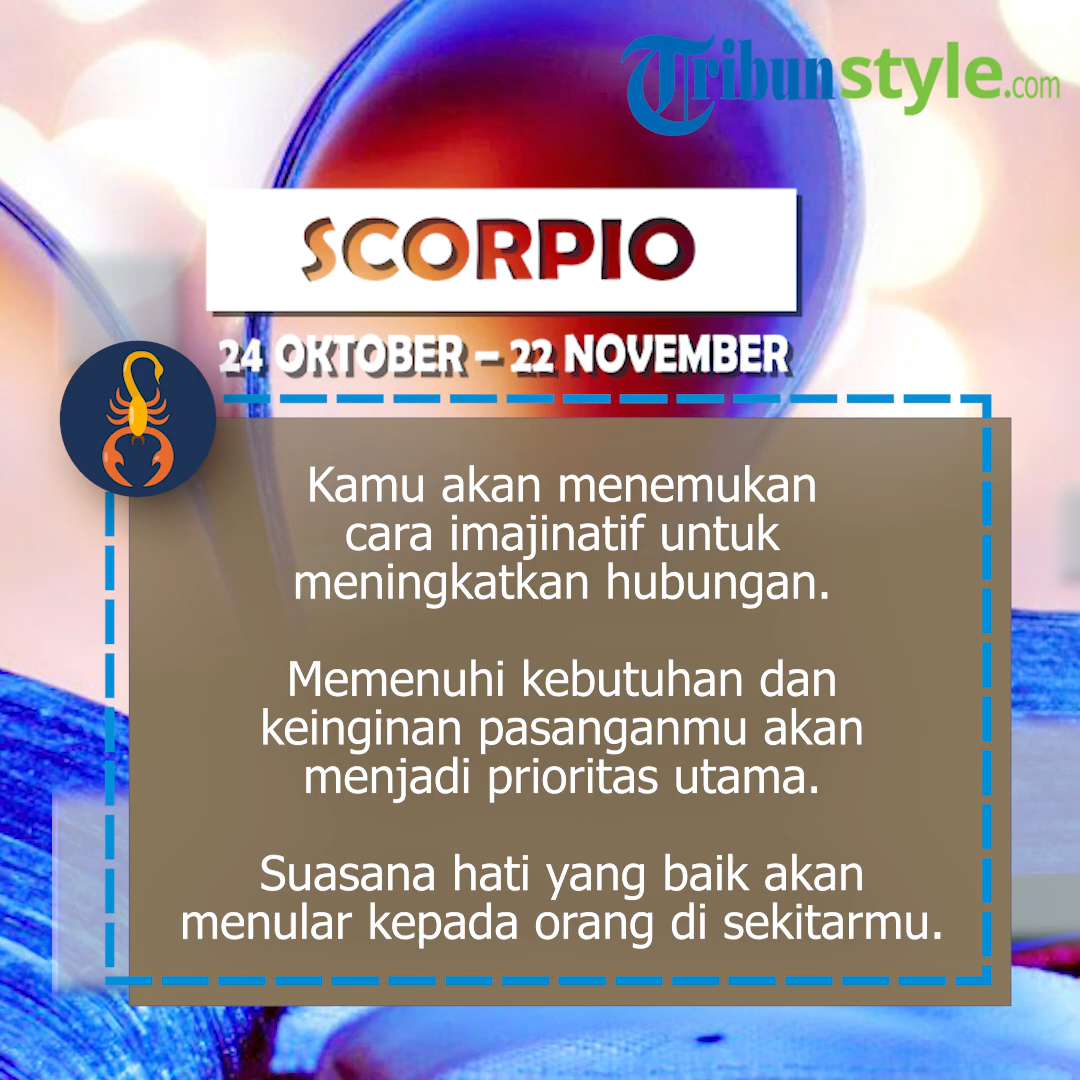 Tribunstyle.com
SCORPIO
24 OKTOBER – 22 NOVEMBER
Kamu akan menemukan
cara imajinatif untuk
meningkatkan hubungan.
Memenuhi kebutuhan dan
keinginan pasanganmu akan
menjadi prioritas utama.
Suasana hati yang baik akan
menular kepada orang di sekitarmu.